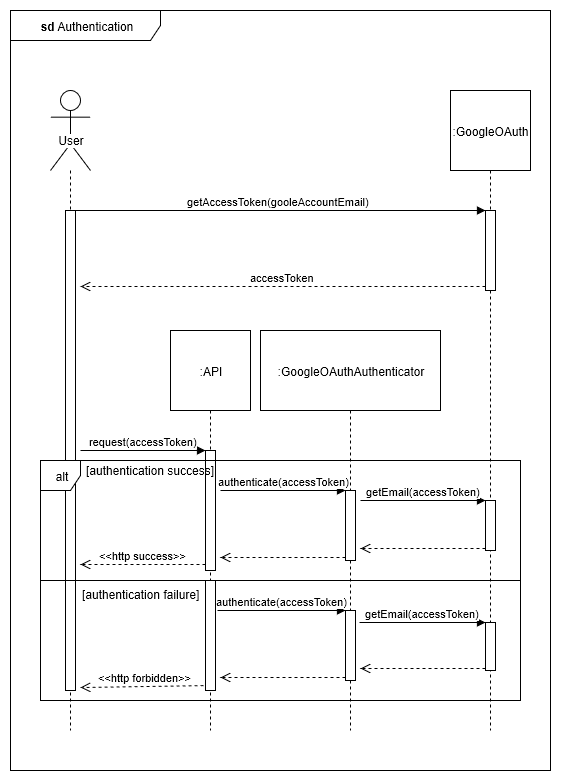 sd Authentication
User
:GoogleOAuth
getAccessToken(gooleAccountEmail)
accessToken
:API
:GoogleOAuthAuthenticator
request(accessToken)
alt
[authentication success]
authenticate(accessToken)
getEmail(accessToken)
<<http success>>
[authentication failure]
authenticate(accessToken)
getEmail(accessToken)
<<http forbidden>>